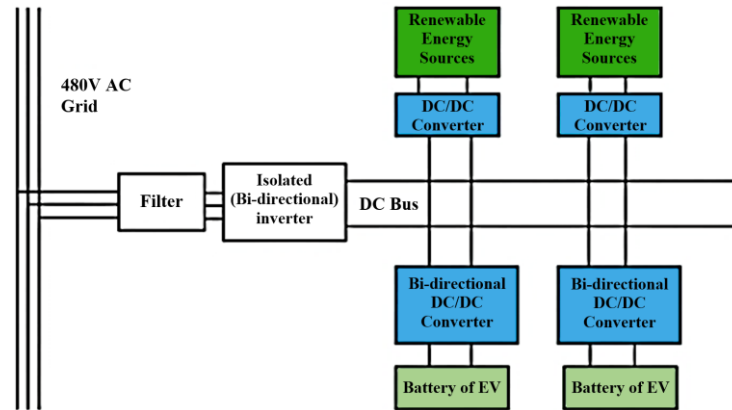 480V AC
Grid
Filter
Isolated
(Bi-directional)
inverter
DC Bus
Renewable
Energy
Sources
DC/DC
Converter
Bi-directional
DC/DC
Converter
Battery of EV
Renewable
Energy
Sources
DC/DC
Converter
Bi-directional
DC/DC
Converter
Battery of EV